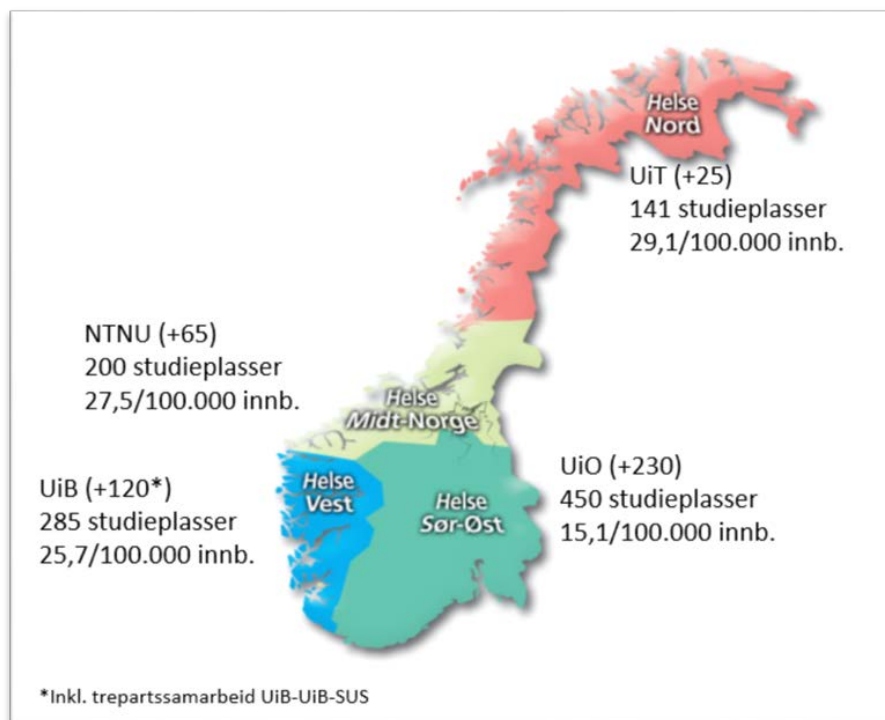 Helse
Nord
UiT (+25)
141 studieplasser
29,1/100.000 innb.
NTNU (+65)
200 studieplasser
27,5/100.000 innb.
Helse
Midt-Norge
UiB (+120*)
285 studieplasser
25,7/100.000 innb.
Helse
Vest
Helse
Sør-Øst
UiO (+230)
450 studieplasser
15,1/100.000 innb.
*Inkl. trepartssamarbeid UiB-UiB-SUS